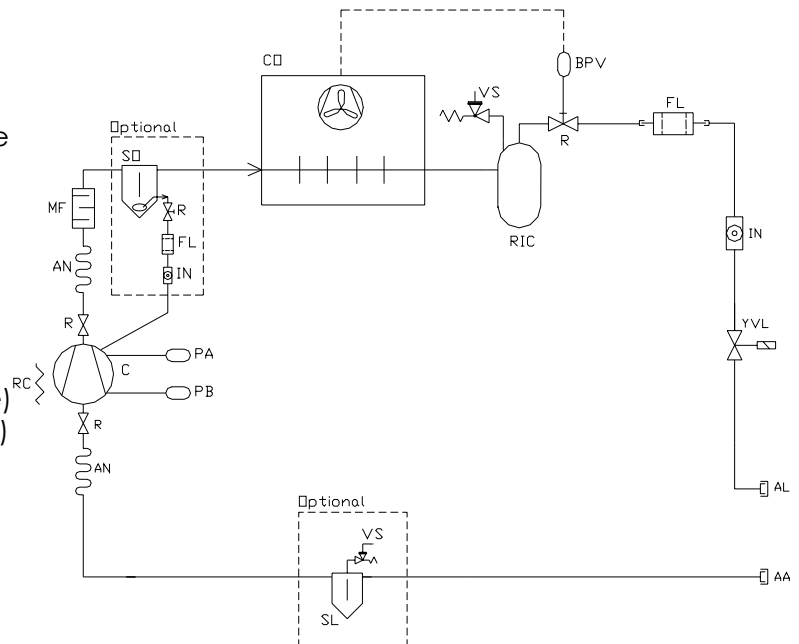 CO
BPV
VS
FL
R
Optional
e
SO
MF
R
FL
RIC
IN
AN
IN
R
YVL
PA
C
RC
PB
e)
)
R
AN
AL
Optional
VS
AA
SL